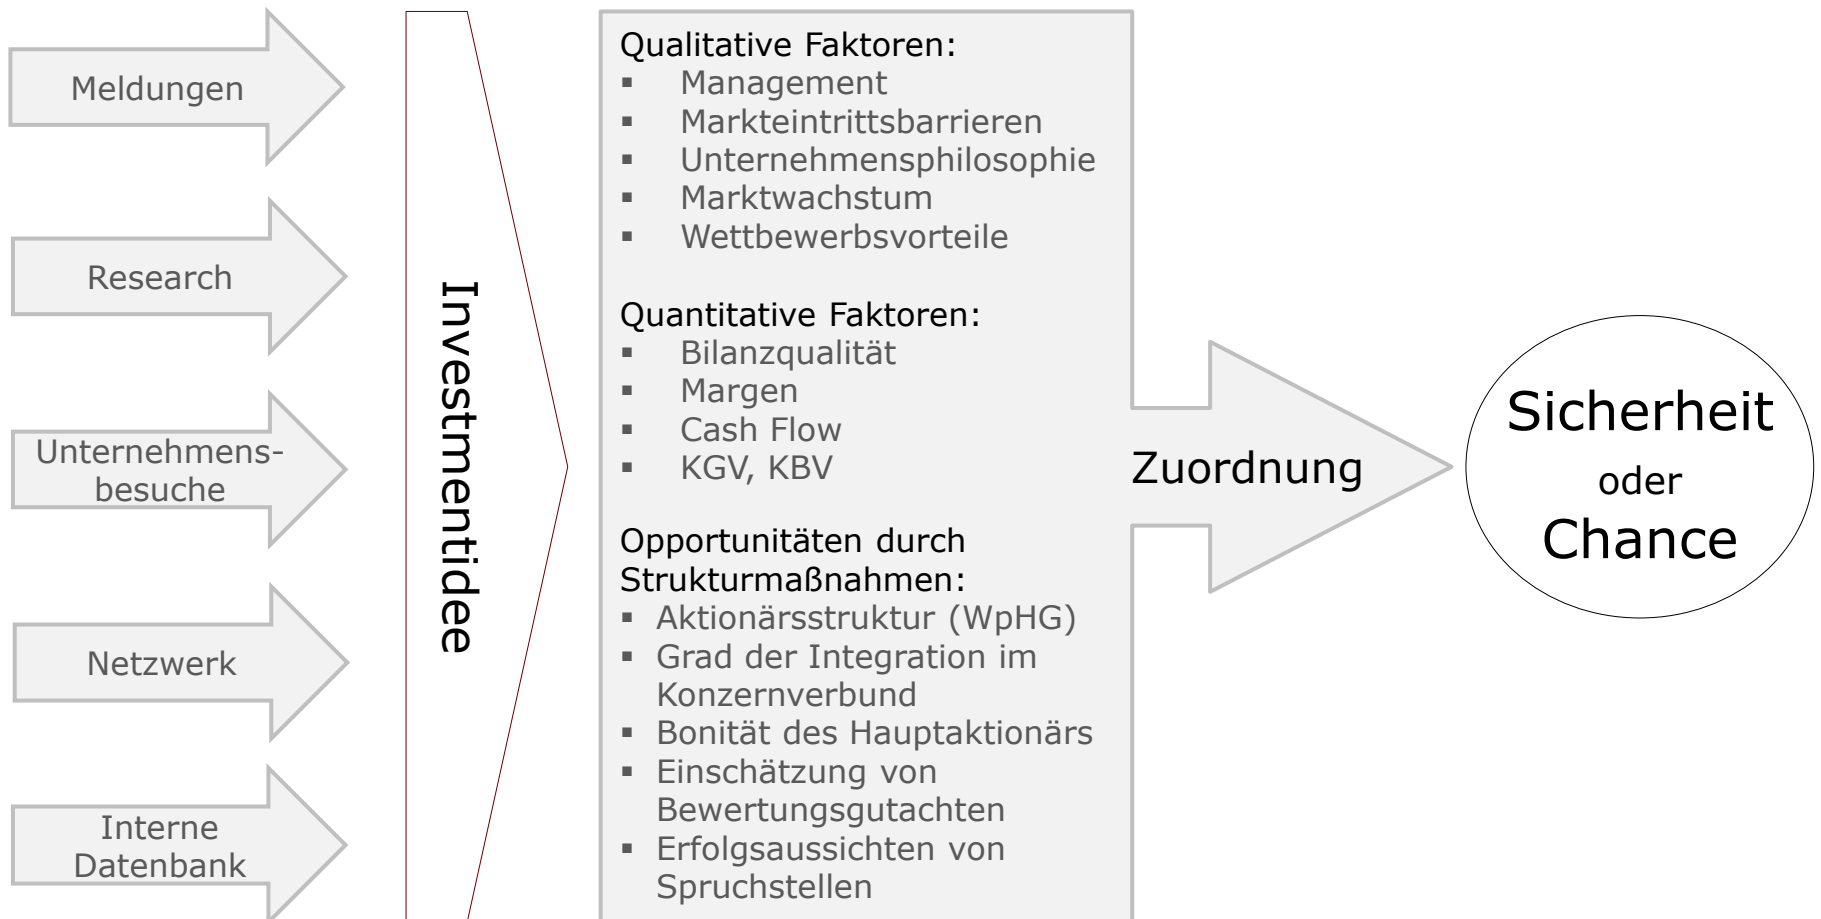 Meldungen
Research
Unternehmens-
besuche
Netzwerk
Interne
Datenbank
Investmentidee
Qualitative Faktoren:
▪ Management
▪ Markteintrittsbarrieren
▪ Unternehmensphilosophie
▪ Marktwachstum
▪ Wettbewerbsvorteile
Quantitative Faktoren:
▪ Bilanzqualität
▪ Margen
▪ Cash Flow
▪ KGV, KBV
Opportunitäten durch
Strukturmaßnahmen:
▪ Aktionärsstruktur (WpHG)
▪ Grad der Integration im
Konzernverbund
▪ Bonität des Hauptaktionärs
▪ Einschätzung von
Bewertungsgutachten
▪ Erfolgsaussichten von
Spruchstellen
Zuordnung
Sicherheit
oder
Chance